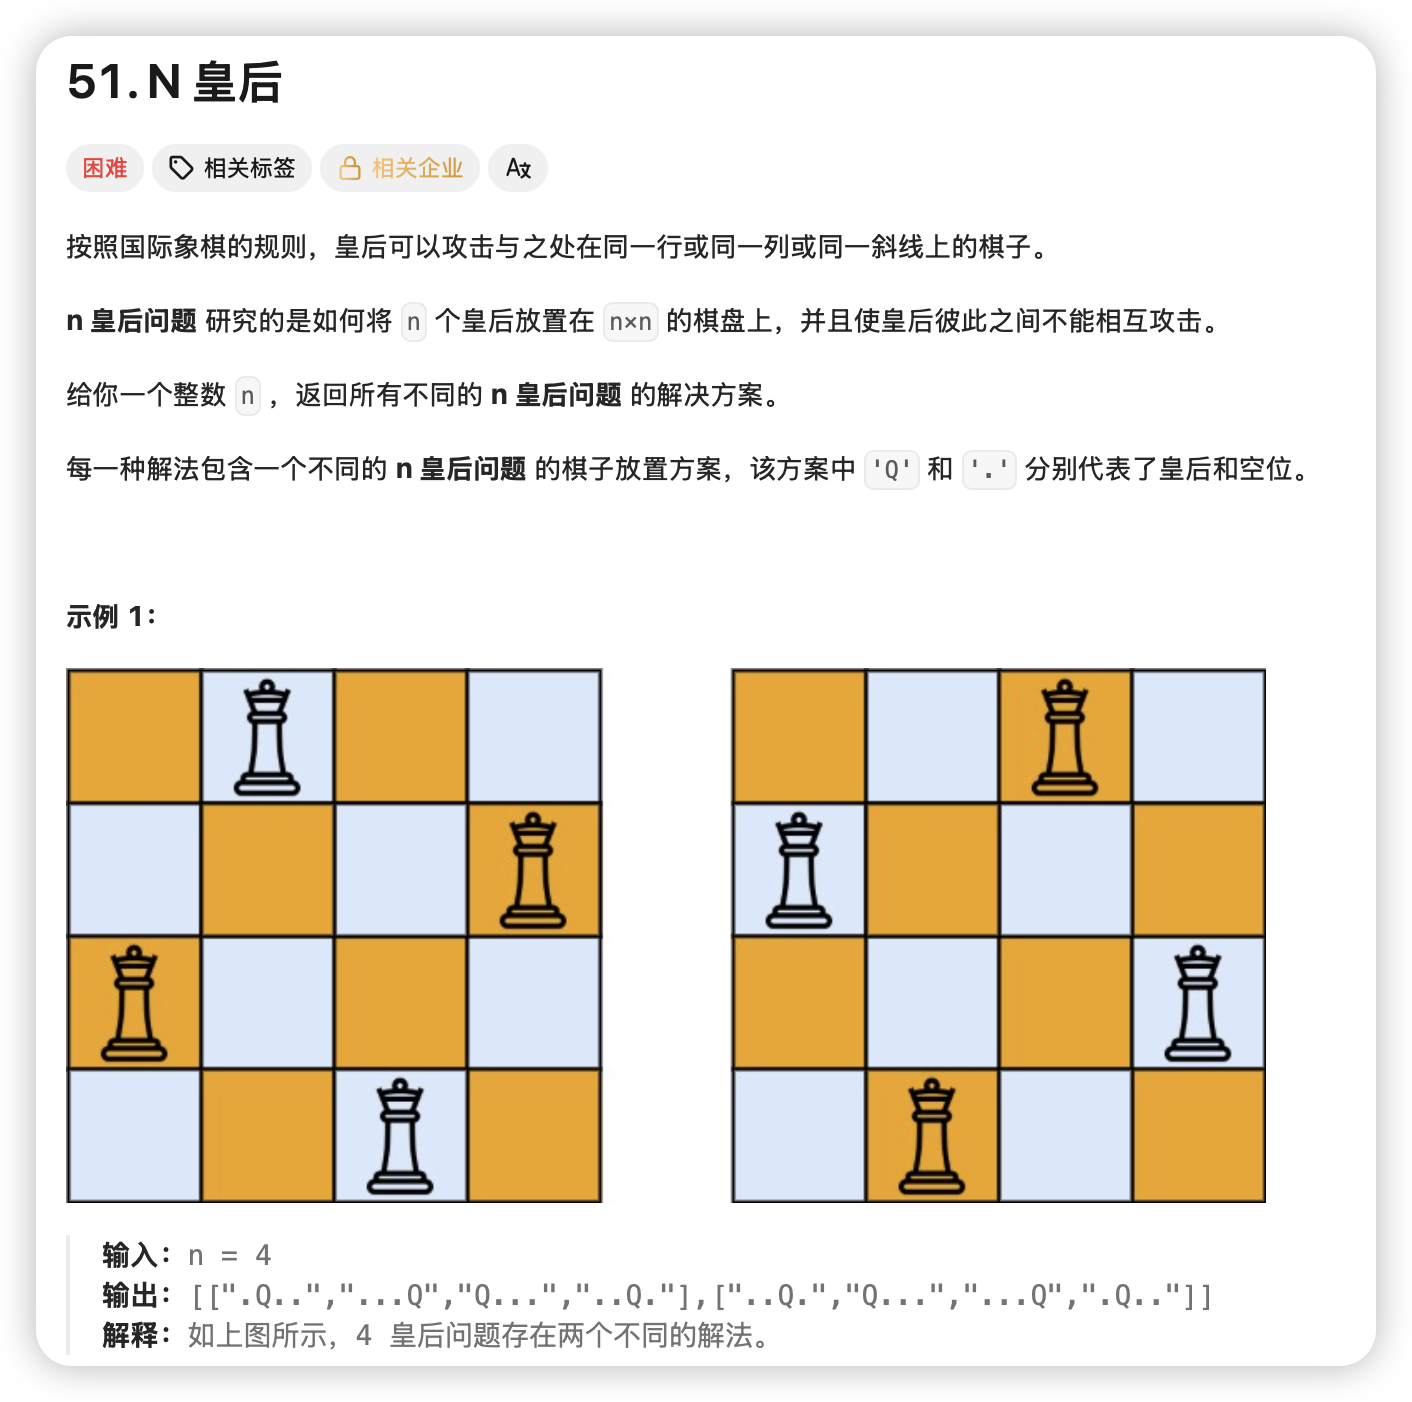 51. N 皇后
困难 相关标签 相关企业 A文
按照国际象棋的规则，皇后可以攻击与之处在同一行或同一列或同一斜线上的棋子。
n 皇后问题 研究的是如何将 n 个皇后放置在 n×n 的棋盘上，并且使皇后彼此之间不能相互攻击。
给你一个整数 n ，返回所有不同的 n 皇后问题 的解决方案。
每一种解法包含一个不同的 n 皇后问题 的棋子放置方案，该方案中 'Q' 和 '.' 分别代表了皇后和空位。
示例 1：
输入：n = 4
输出：[[".Q..","...Q","Q...","..Q."],["..Q.","Q...","...Q",".Q.."]]
解释：如上图所示，4 皇后问题存在两个不同的解法。